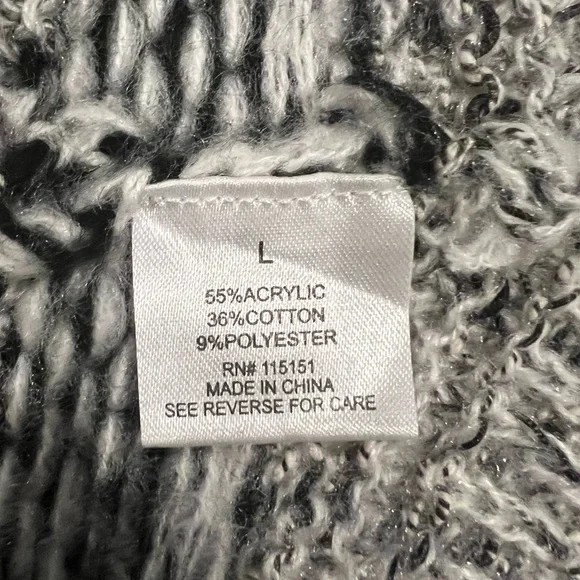 L
55%ACRYLIC
36%COTTON
9%POLYESTER
RN# 115151
MADE IN CHINA
SEE REVERSE FOR CARE